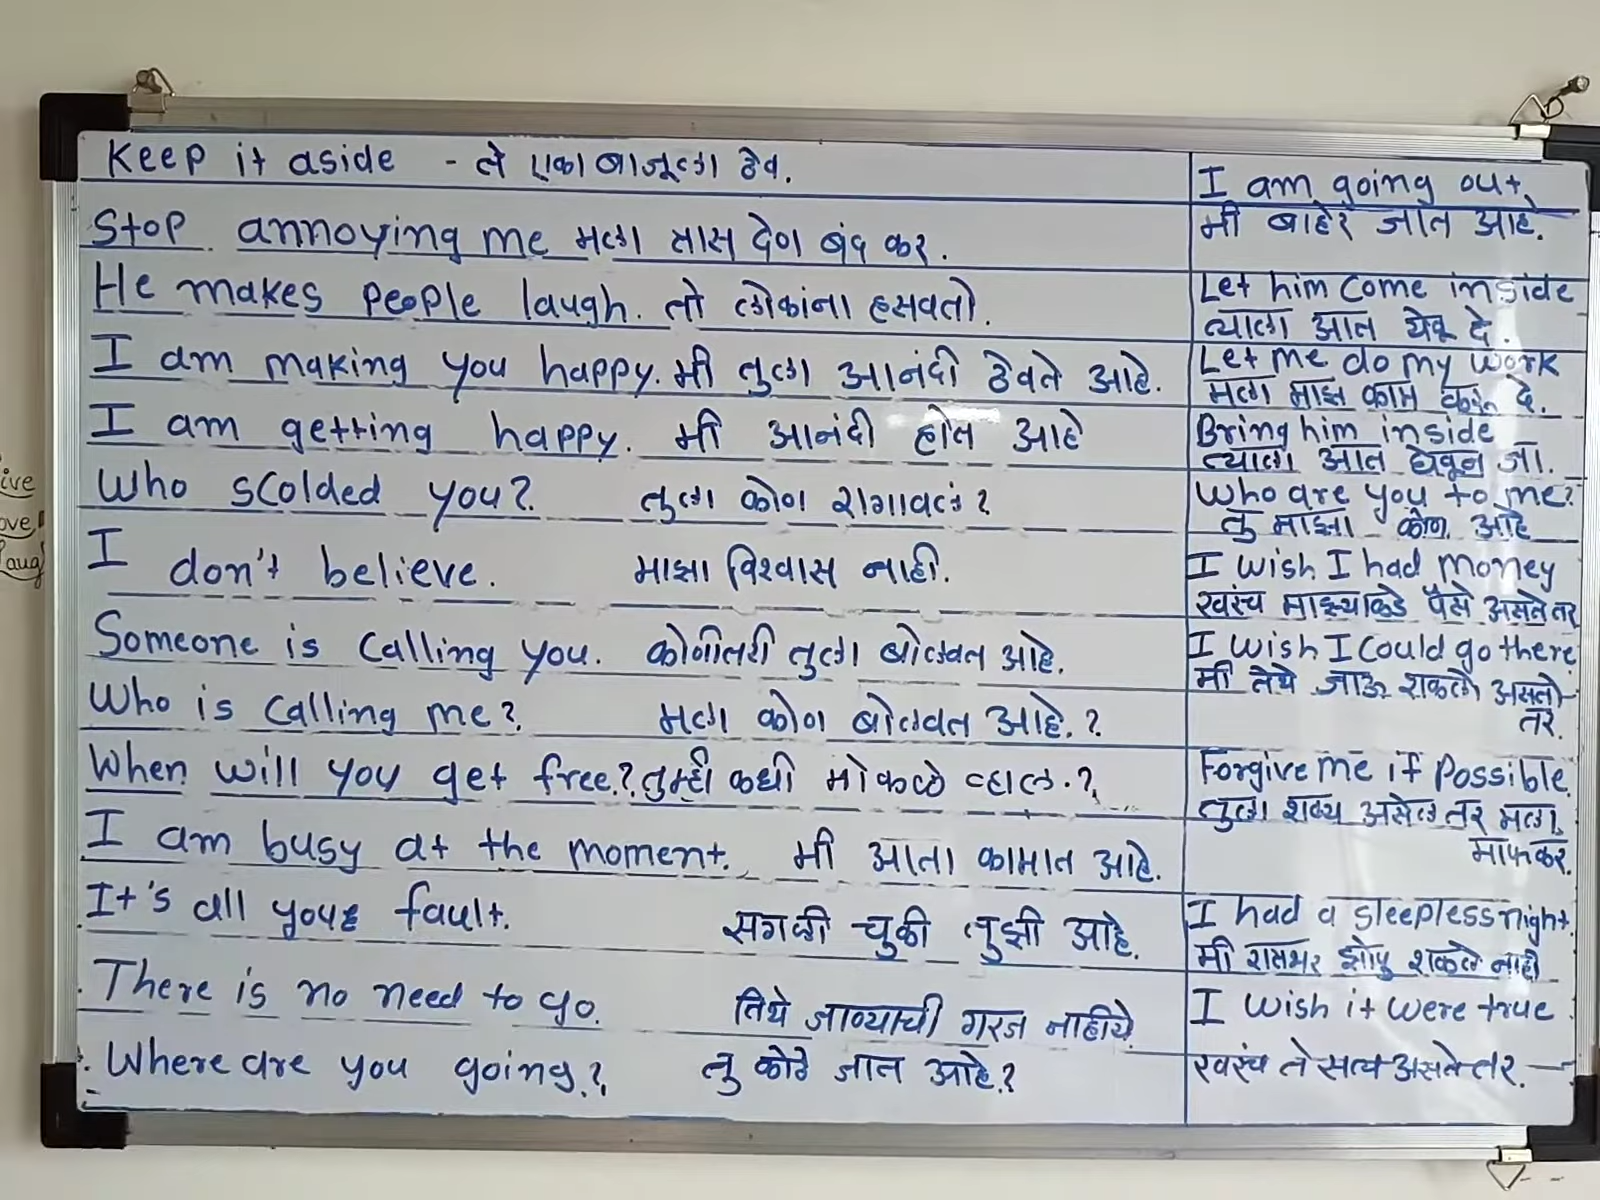 Keep it aside - ते एका बाजूला ठेव.
Stop annoying me मला त्रास देण बंद कर.
He makes people laugh. तो लोकांना हसवतो.
I am making you happy. मी तुला आनंदी ठेवते आहे.
I am getting happy. मी आनंदी होत आहे
Who scolded you? तुला कोण रागावलं?
I don't believe. माझा विश्वास नाही.
Someone is calling you. कोणीतरी तुला बोलवत आहे.
Who is calling me? मला कोण बोलवत आहे.?
When will you get free? तुम्ही कधी मोकळे व्हाल.?
I am busy at the moment. मी आता कामात आहे.
It's all your fault. सगळी चुकी तुझी आहे.
There is no need to go. तिथे जाण्याची गरज नाहीये.
Where are you going? तु कोठे जात आहे?
I am going out.
मी बाहेर जात आहे.
Let him come inside
त्याला आत येवू दे.
Let me do my work
मला माझ काम करू दे.
Bring him inside
त्याला आत घेवून जा.
Who are you to me?
तु माझा कोण आहे
I wish I had money
खरंच माझ्याकडे पैसे असते तर
I wish I could go there
मी तेथे जाऊ शकलो असतो
तर.
Forgive me if possible.
तुला शक्य असेल तर मला
माफ कर.
I had a sleepless night.
मी रातभर झोपू शकले नाही
I wish it were true.
खरंच ते सत्य असते तर.
ive
ove
laug